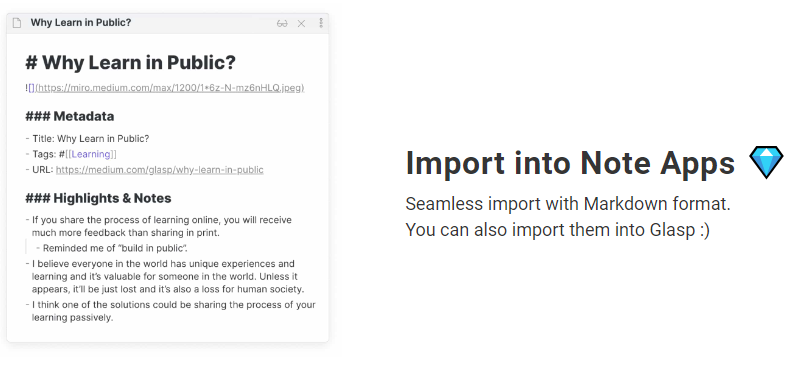 Why Learn in Public?
# Why Learn in Public?
![](https://miro.medium.com/max/1200/1*6z-N-mz6nHLQ.jpeg)
### Metadata
- Title: Why Learn in Public?
- Tags: #[[Learning]]
- URL: https://medium.com/glasp/why-learn-in-public
### Highlights & Notes
- If you share the process of learning online, you will receive
much more feedback than sharing in print.
- Reminded me of “build in public”.
- I believe everyone in the world has unique experiences and
learning and it’s valuable for someone in the world. Unless it
appears, it’ll be just lost and it’s also a loss for human society.
- I think one of the solutions could be sharing the process of your
learning passively.
Import into Note Apps 💎
Seamless import with Markdown format.
You can also import them into Glasp :)